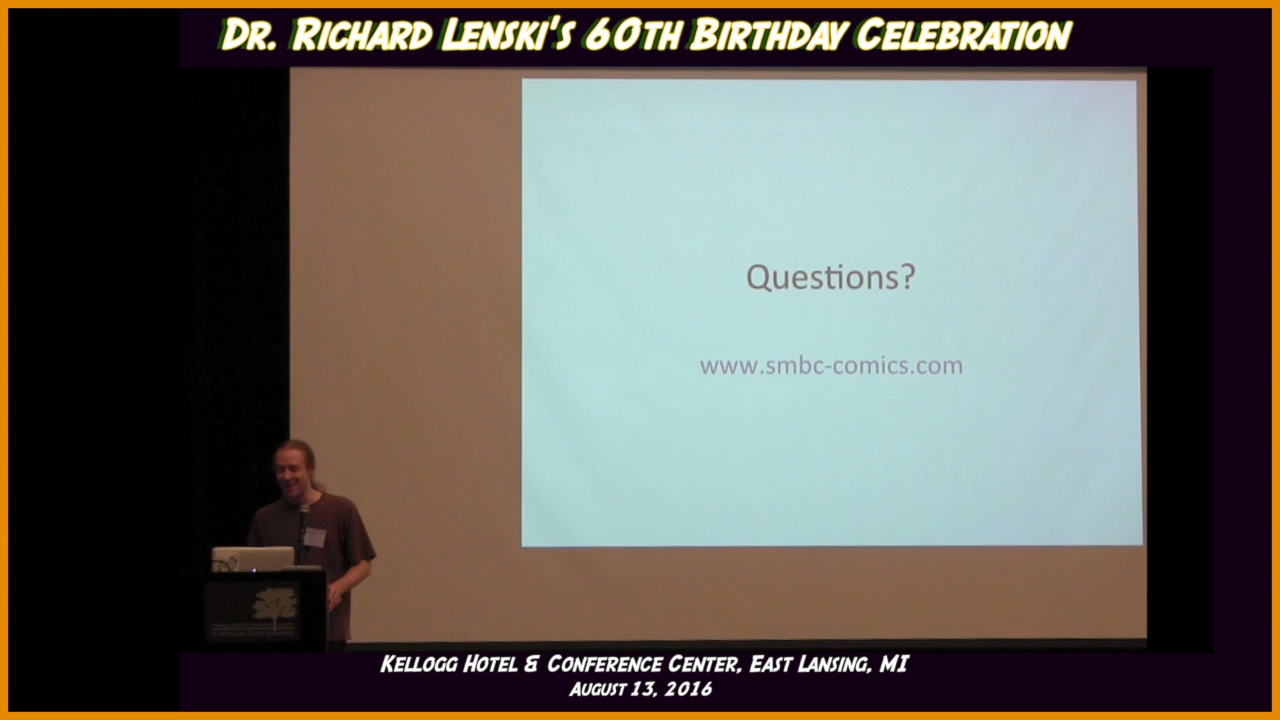 Dr. Richard Lenski's 60th Birthday Celebration
Questions?
www.smbc-comics.com
Kellogg Hotel & Conference Center, East Lansing, MI
August 13, 2016